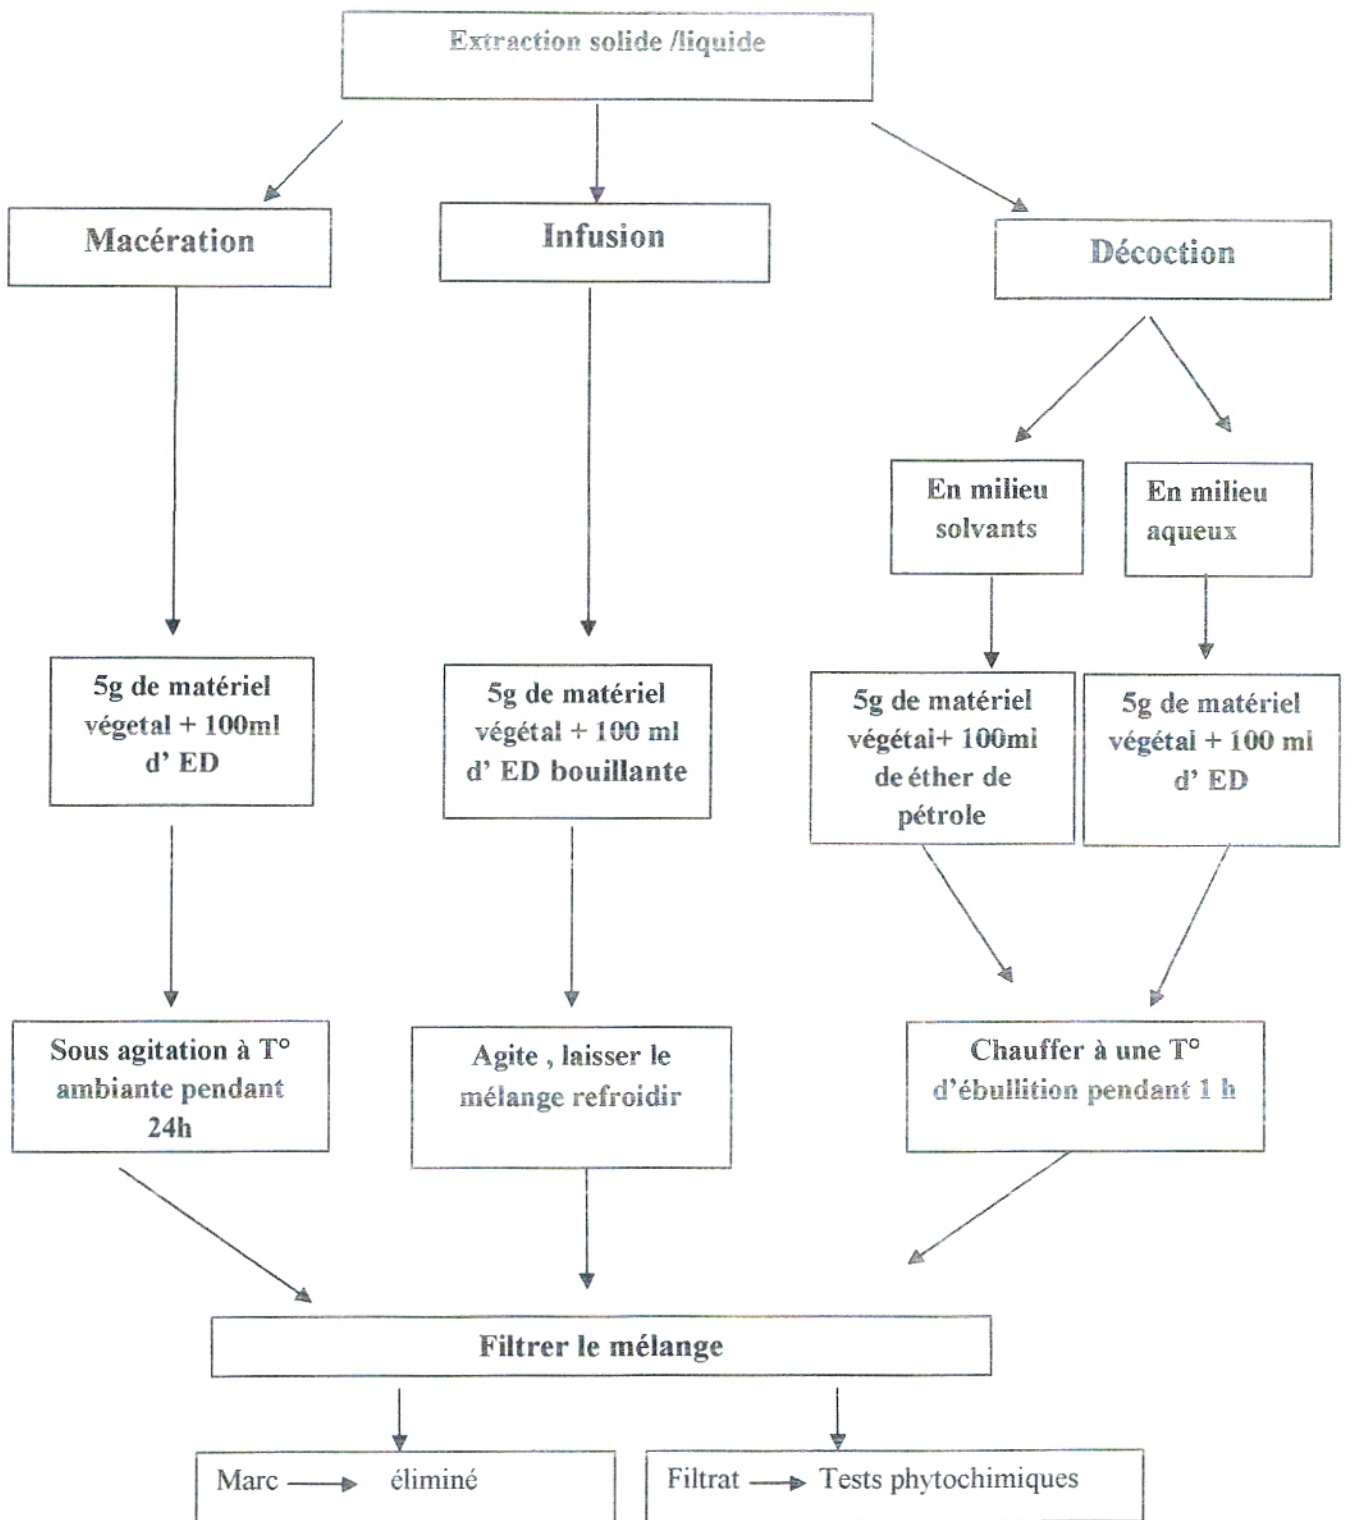 Extraction solide /liquide
Macération
Infusion
Décoction
En milieu
solvants
En milieu
aqueux
5g de matériel
végetal + 100ml
d' ED
5g de matériel
végétal + 100 ml
d' ED bouillante
5g de matériel
végétal+ 100ml
de éther de
pétrole
5g de matériel
végétal + 100 ml
d' ED
Sous agitation à T°
ambiante pendant
24h
Agite , laisser le
mélange refroidir
Chauffer à une T°
d'ébullition pendant 1 h
Filtrer le mélange
Marc éliminé
Filtrat Tests phytochimiques